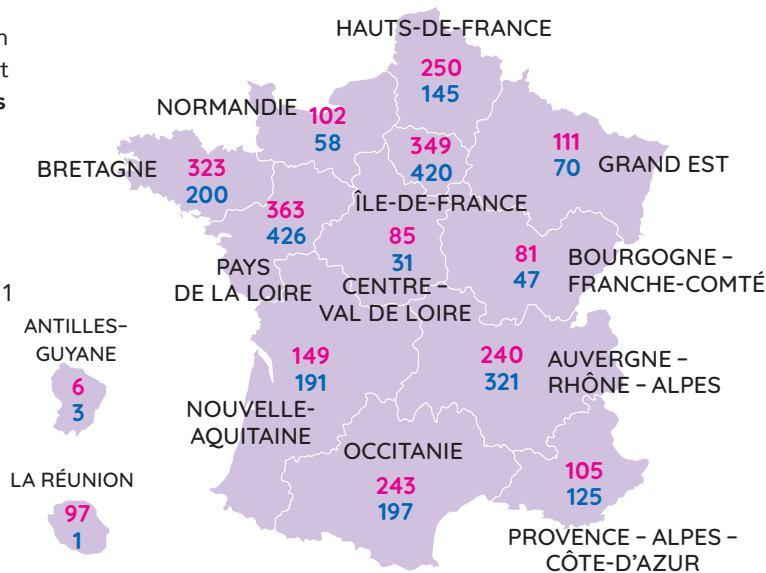 n
t
s
1
HAUTS-DE-FRANCE
250
145
NORMANDIE
102
58
349
420
ÎLE-DE-FRANCE
111
70
GRAND EST
BRETAGNE
323
200
363
426
PAYS
DE LA LOIRE
85
31
CENTRE –
VAL DE LOIRE
81
47
BOURGOGNE –
FRANCHE-COMTÉ
ANTILLES–
GUYANE
6
3
149
191
NOUVELLE-
AQUITAINE
240
321
AUVERGNE –
RHÔNE – ALPES
LA RÉUNION
97
1
OCCITANIE
243
197
105
125
PROVENCE – ALPES –
CÔTE-D'AZUR